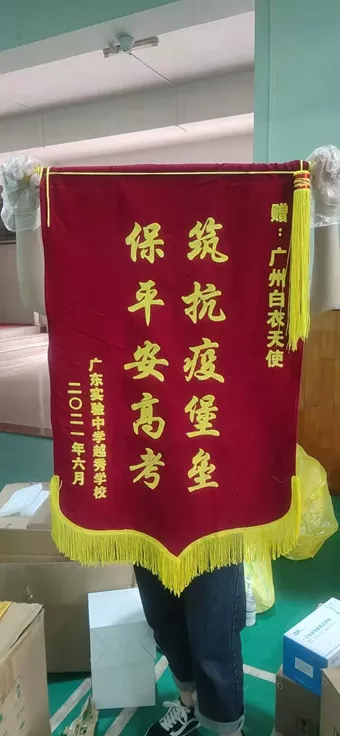 赠：广州白衣天使
筑抗疫堡垒
保平安高考
广东实验中学越秀学校
二〇二一年六月